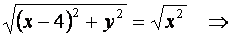 √((x−4)² + y²) = √(x²) ⇒